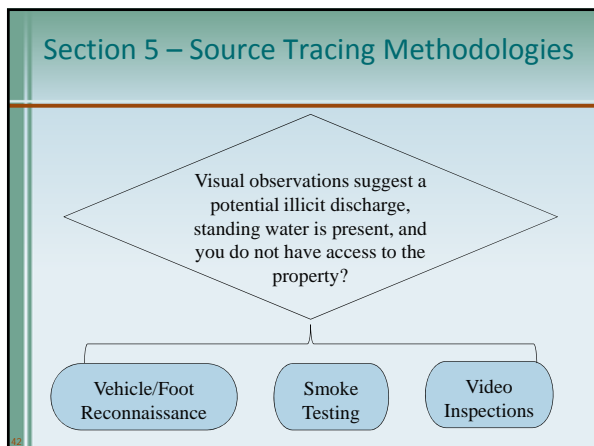 Section 5 – Source Tracing Methodologies
Visual observations suggest a
potential illicit discharge,
standing water is present, and
you do not have access to the
property?
Vehicle/Foot
Reconnaissance
Smoke
Testing
Video
Inspections
42